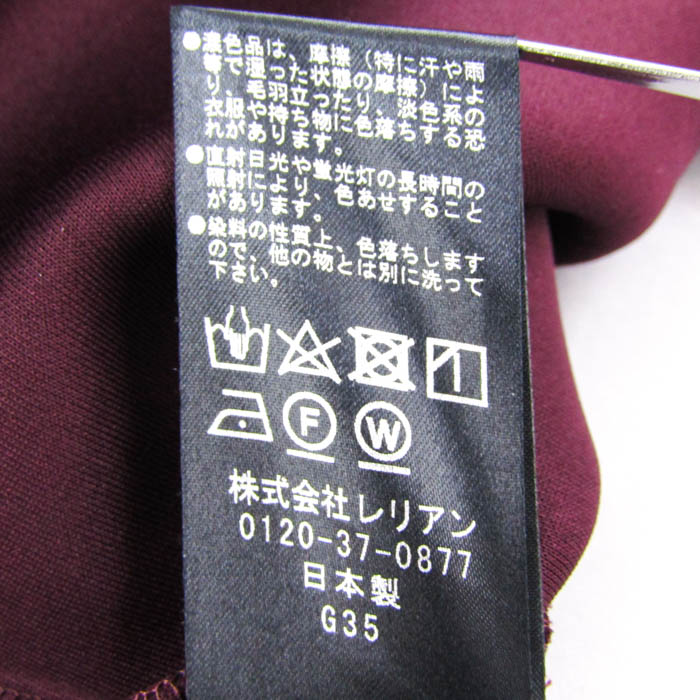 ●濃色品は、摩擦（特に汗や雨
等で湿った状態の摩擦）によ
り、毛羽立ったり、淡色系の
衣服や持ち物に色落ちする恐
れがあります。
●直射日光や蛍光灯の長時間の
照射により、色あせすること
があります。
●染料の性質上、色落ちします
ので、他の物とは別に洗って
下さい。
F
W
株式会社レリアン
0120-37-0877
日本製
G35